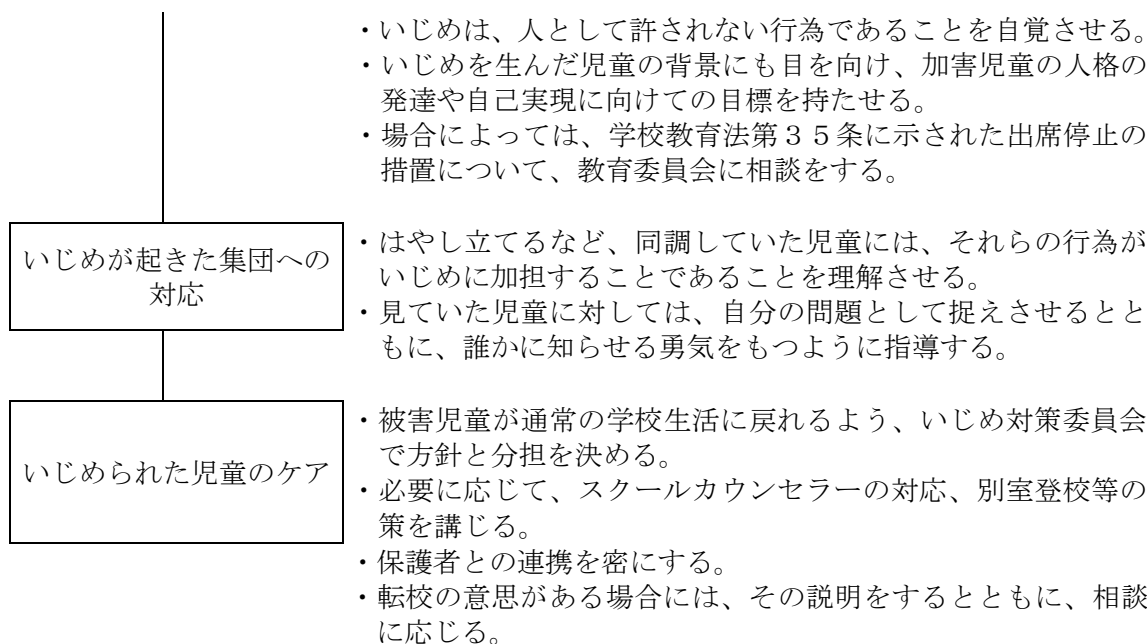 ・いじめは、人として許されない行為であることを自覚させる。
・いじめを生んだ児童の背景にも目を向け、加害児童の人格の
発達や自己実現に向けての目標を持たせる。
・場合によっては、学校教育法第３５条に示された出席停止の
措置について、教育委員会に相談をする。
いじめが起きた集団への
対応
・はやし立てるなど、同調していた児童には、それらの行為が
いじめに加担することであることを理解させる。
・見ていた児童に対しては、自分の問題として捉えさせるとと
もに、誰かに知らせる勇気をもつように指導する。
いじめられた児童のケア
・被害児童が通常の学校生活に戻れるよう、いじめ対策委員会
で方針と分担を決める。
・必要に応じて、スクールカウンセラーの対応、別室登校等の
策を講じる。
・保護者との連携を密にする。
・転校の意思がある場合には、その説明をするとともに、相談
に応じる。